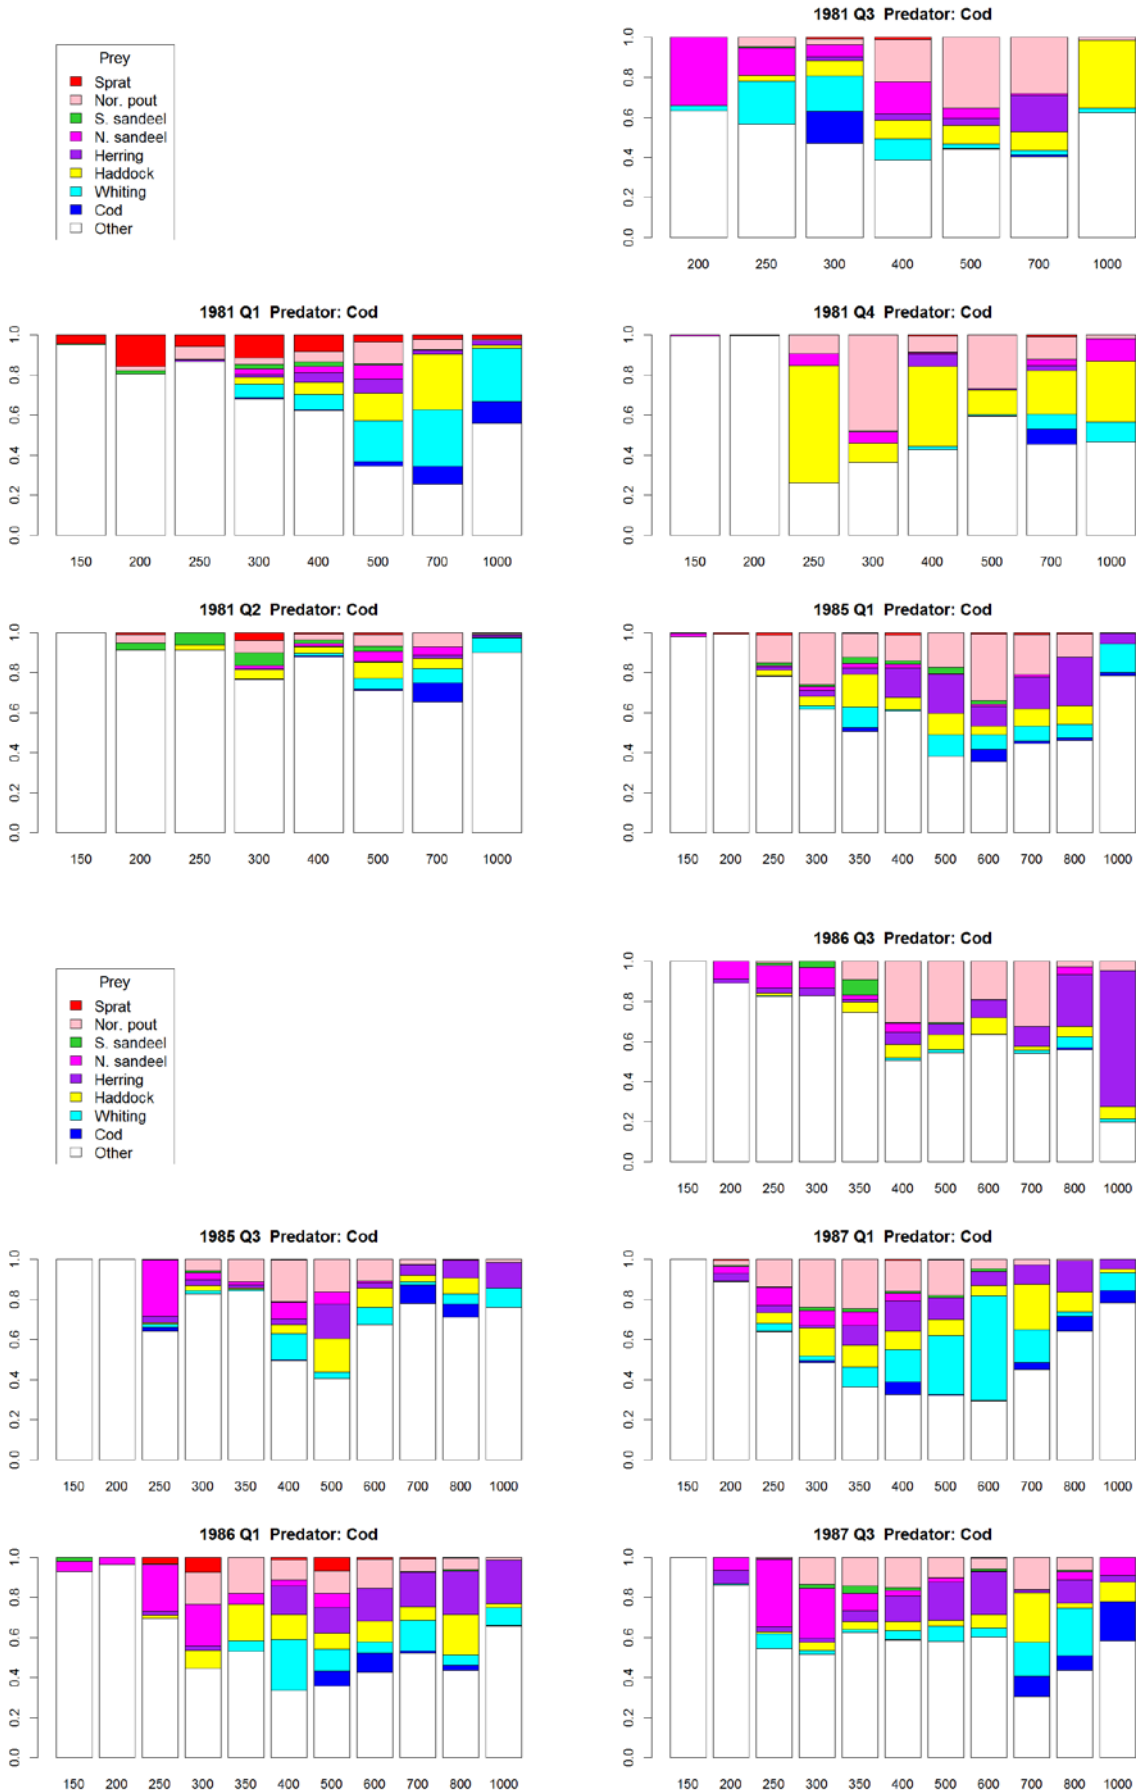 Prey
Sprat
Nor. pout
S. sandeel
N. sandeel
Herring
Haddock
Whiting
Cod
Other
1981 Q3 Predator: Cod
0.0 0.2 0.4 0.6 0.8 1.0
200 250 300 400 500 700 1000
1981 Q1 Predator: Cod
0.0 0.2 0.4 0.6 0.8 1.0
150 200 250 300 400 500 700 1000
1981 Q4 Predator: Cod
0.0 0.2 0.4 0.6 0.8 1.0
150 200 250 300 400 500 700 1000
1981 Q2 Predator: Cod
0.0 0.2 0.4 0.6 0.8 1.0
150 200 250 300 400 500 700 1000
1985 Q1 Predator: Cod
0.0 0.2 0.4 0.6 0.8 1.0
150 200 250 300 350 400 500 600 700 800 1000
Prey
Sprat
Nor. pout
S. sandeel
N. sandeel
Herring
Haddock
Whiting
Cod
Other
1986 Q3 Predator: Cod
0.0 0.2 0.4 0.6 0.8 1.0
150 200 250 300 350 400 500 600 700 800 1000
1985 Q3 Predator: Cod
0.0 0.2 0.4 0.6 0.8 1.0
150 200 250 300 350 400 500 600 700 800 1000
1987 Q1 Predator: Cod
0.0 0.2 0.4 0.6 0.8 1.0
150 200 250 300 350 400 500 600 700 800 1000
1986 Q1 Predator: Cod
0.0 0.2 0.4 0.6 0.8 1.0
150 200 250 300 350 400 500 600 700 800 1000
1987 Q3 Predator: Cod
0.0 0.2 0.4 0.6 0.8 1.0
150 200 250 300 350 400 500 600 700 800 1000